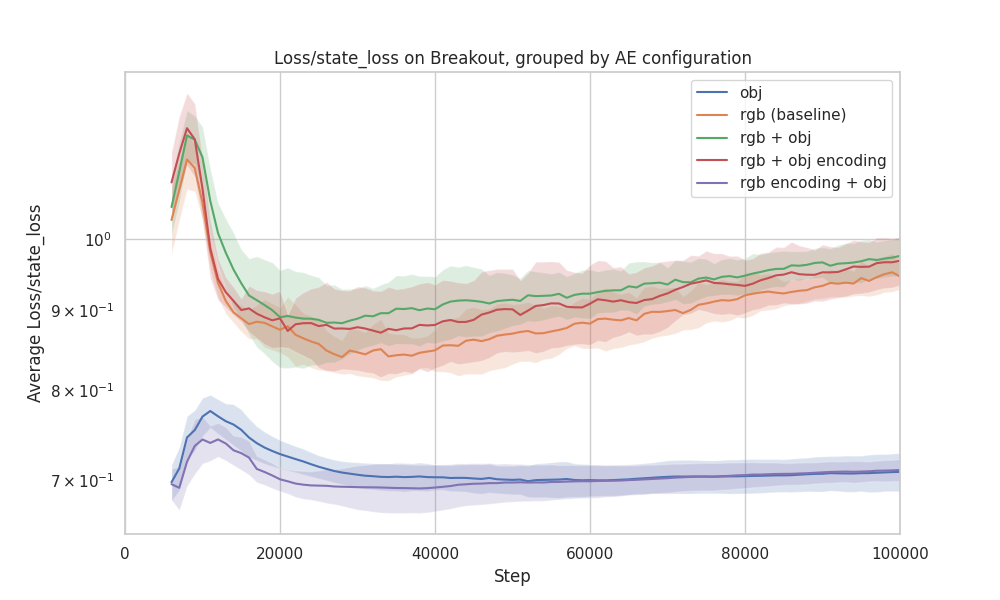 Loss/state_loss on Breakout, grouped by AE configuration
obj
rgb (baseline)
rgb + obj
rgb + obj encoding
rgb encoding + obj
Average Loss/state_loss
10⁰
9 × 10⁻¹
8 × 10⁻¹
7 × 10⁻¹
0 20000 40000 60000 80000 100000
Step